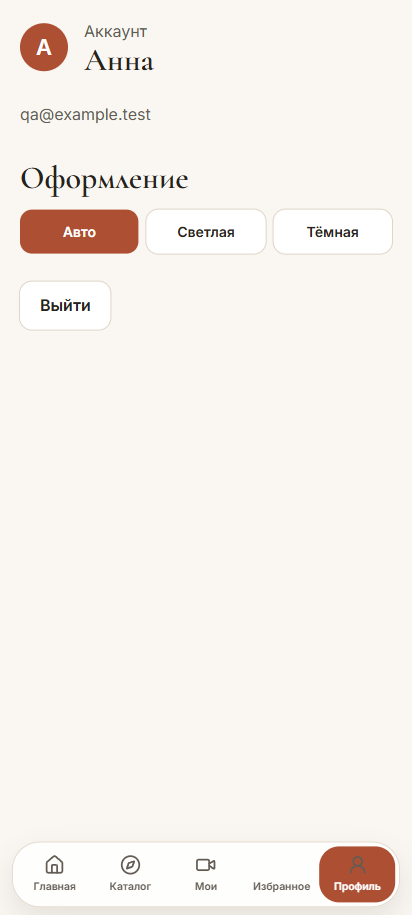 Аккаунт
А
Анна
qa@example.test
Оформление
Авто Светлая Тёмная
Выйти
Главная Каталог Мои Избранное Профиль